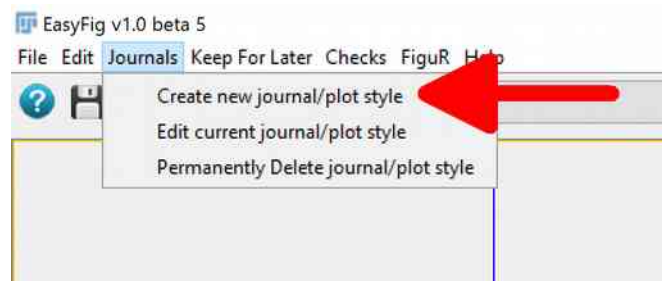 EasyFig v1.0 beta 5
File Edit Journals Keep For Later Checks FiguR Help
Create new journal/plot style
Edit current journal/plot style
Permanently Delete journal/plot style